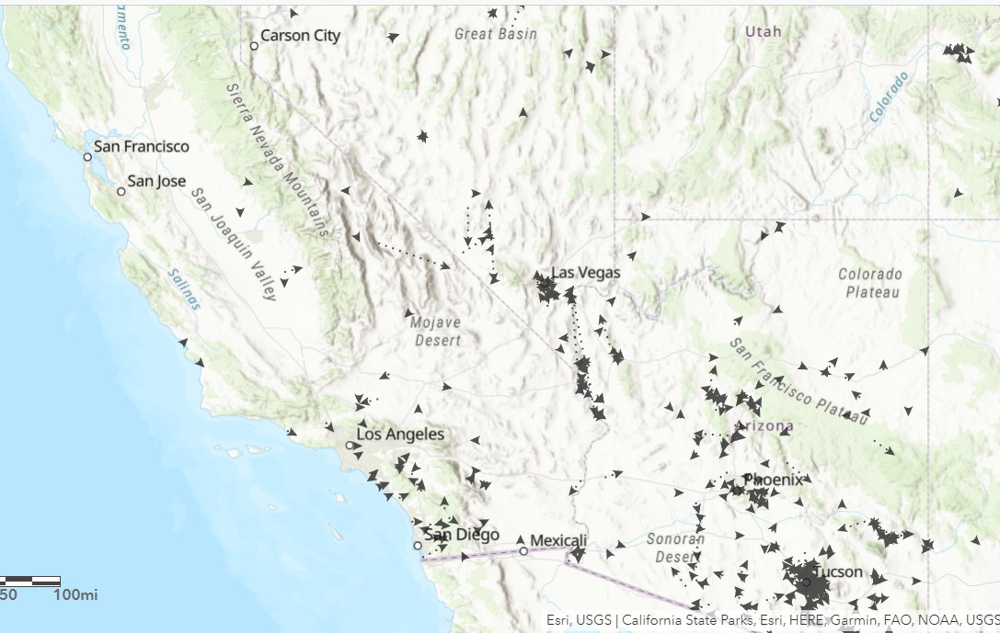 amento
Carson City
Great Basin
Utah
Colorado
Sierra Nevada Mountains
San Francisco
San Jose
San Joaquin Valley
Salinas
Las Vegas
Colorado
Plateau
Mojave
Desert
San Francisco Plateau
Arizona
Los Angeles
Phoenix
San Diego
Mexicali
Sonoran
Desert
Tucson
50
100mi
Esri, USGS | California State Parks, Esri, HERE, Garmin, FAO, NOAA, USGS